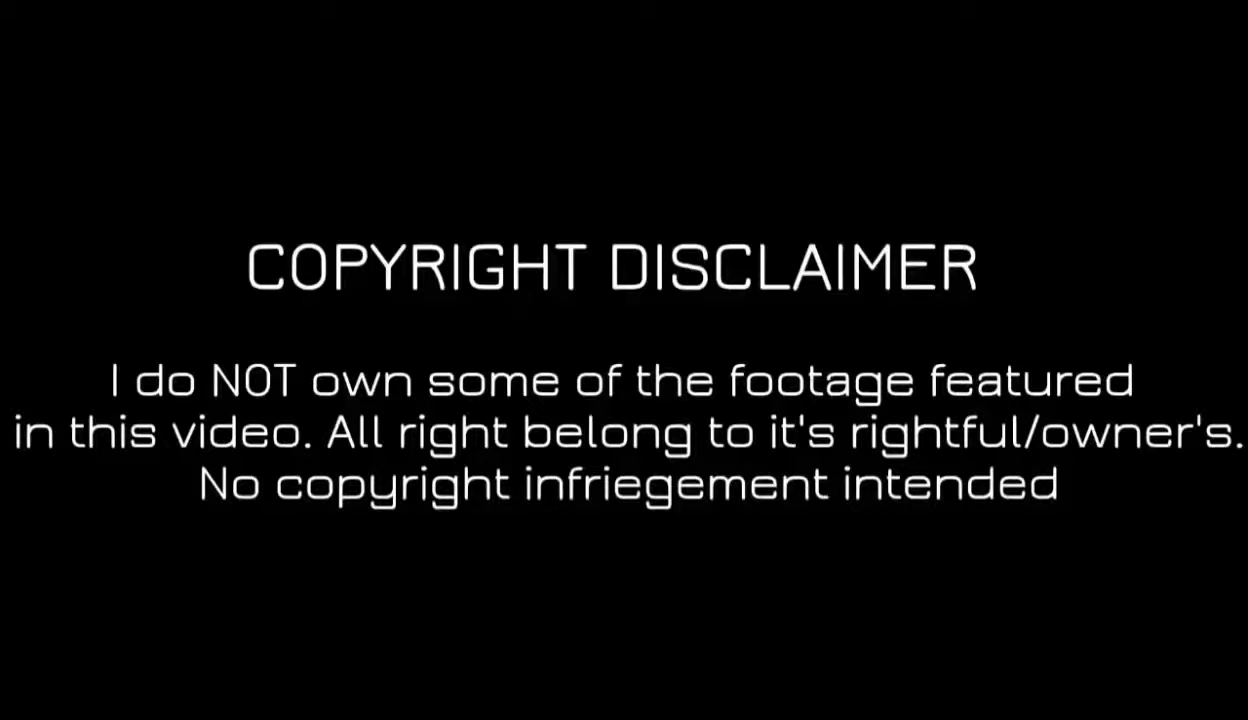 COPYRIGHT DISCLAIMER
I do NOT own some of the footage featured
in this video. All right belong to it's rightful/owner's.
No copyright infriegement intended